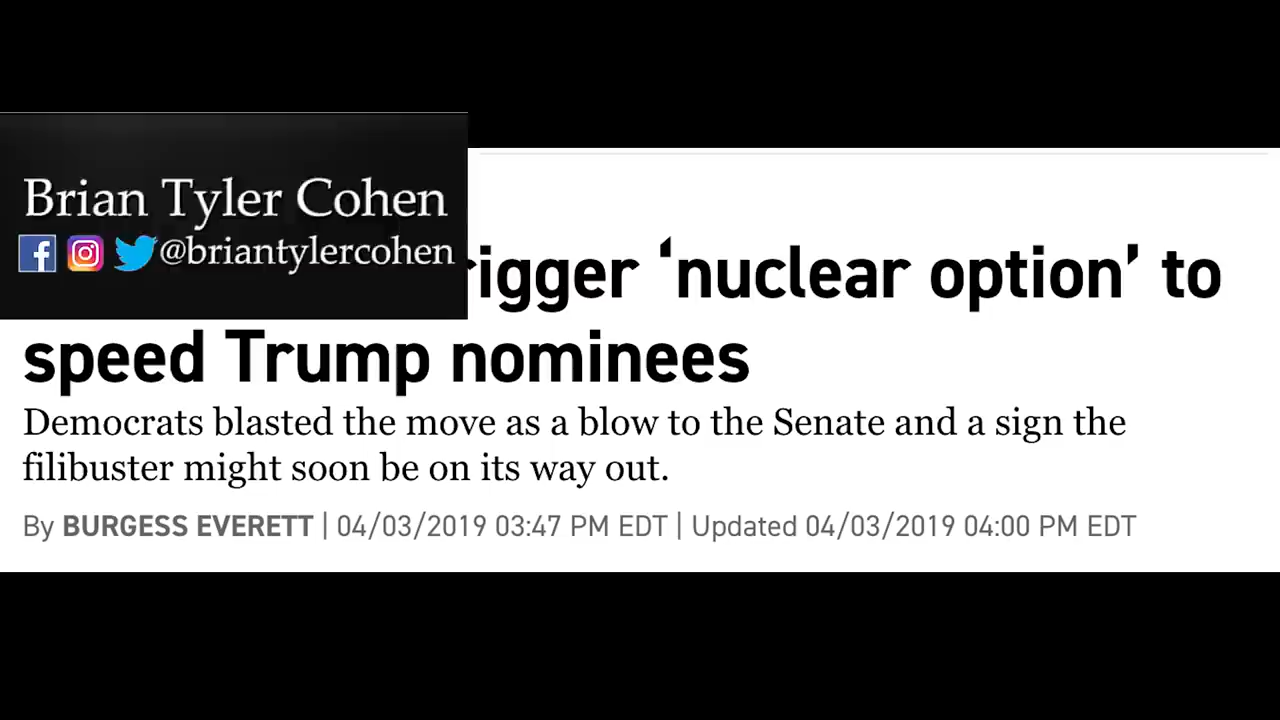 Brian Tyler Cohen
@briantylercohen
‘nuclear option’ to
speed Trump nominees
Democrats blasted the move as a blow to the Senate and a sign the
filibuster might soon be on its way out.
By BURGESS EVERETT | 04/03/2019 03:47 PM EDT | Updated 04/03/2019 04:00 PM EDT